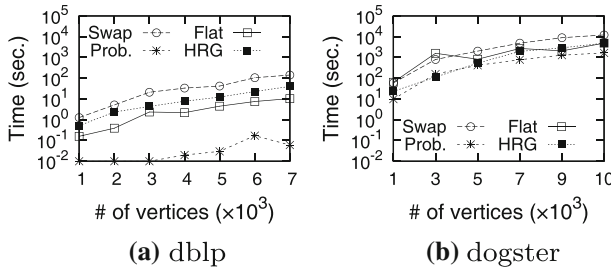 Time (sec.)
10^5
10^4
10^3
10^2
10^1
10^0
10^-1
10^-2
Swap
Flat
Prob.
HRG
1 2 3 4 5 6 7
# of vertices (×10^3)
(a) dblp
Time (sec.)
10^5
10^4
10^3
10^2
10^1
10^0
10^-1
10^-2
Swap
Flat
Prob.
HRG
1 3 5 7 9 10
# of vertices (×10^3)
(b) dogster